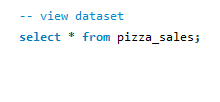 -- view dataset
select * from pizza_sales;